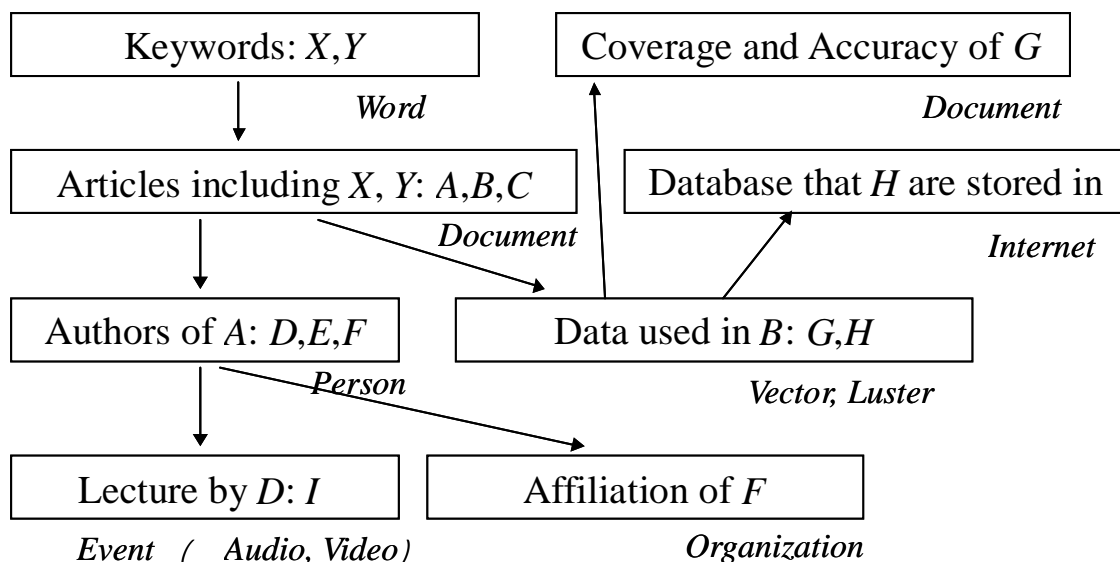 Keywords: X,Y
Coverage and Accuracy of G
Word
Document
Articles including X, Y: A,B,C
Database that H are stored in
Document
Internet
Authors of A: D,E,F
Data used in B: G,H
Person
Vector, Luster
Lecture by D: I
Affiliation of F
Event ( Audio, Video)
Organization